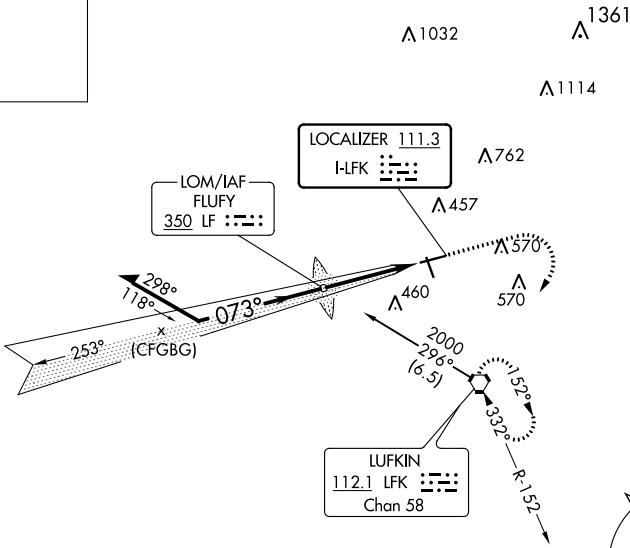 1361
1032
1114
LOCALIZER 111.3
I-LFK
762
LOM/IAF
FLUFY
350 LF
457
570
298°
118°
073°
460
570
253°
(CFGBG)
2000
296°
(6.5)
152°
332°
R-152
LUFKIN
112.1 LFK
Chan 58